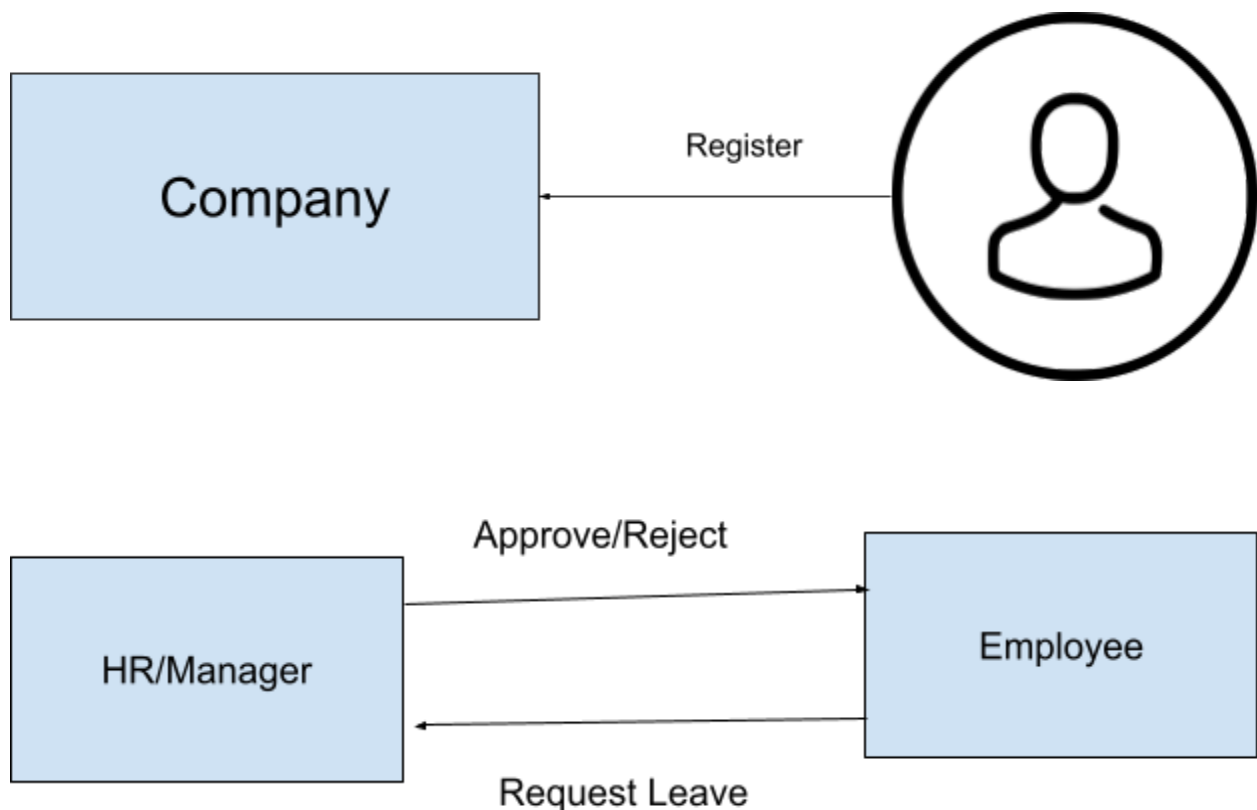 Register
Company
Approve/Reject
Employee
HR/Manager
Request Leave